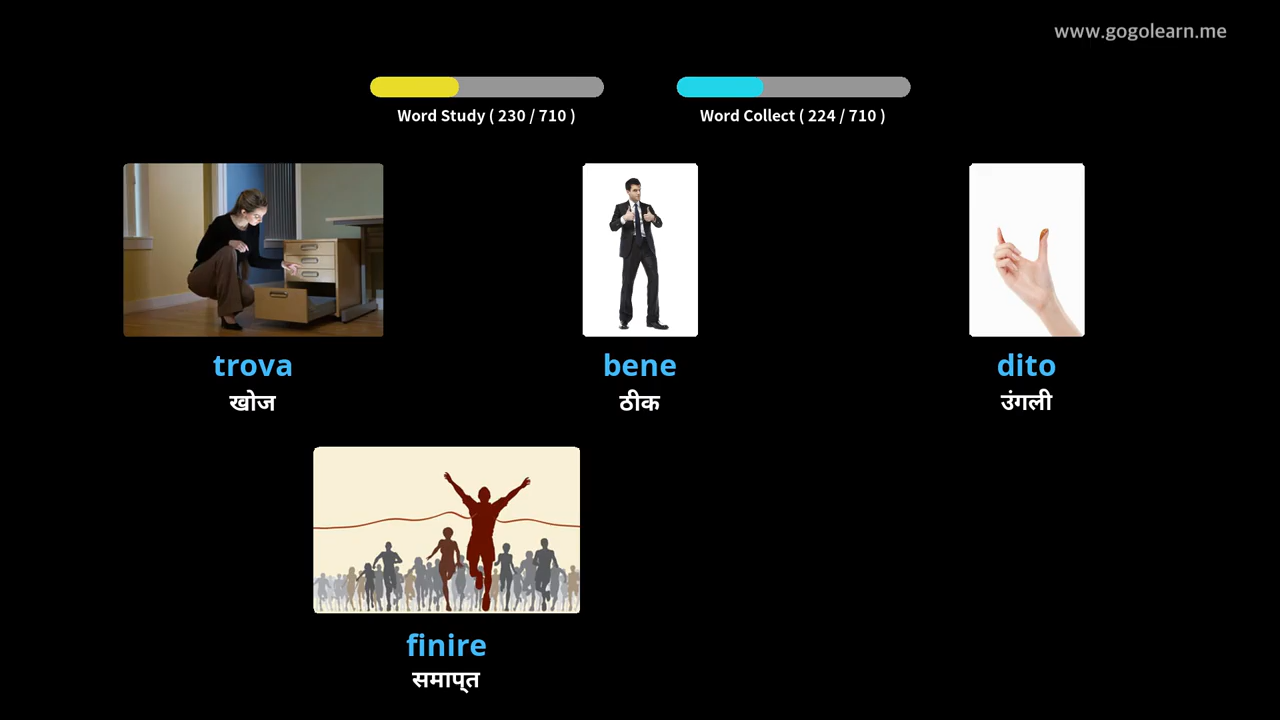 www.gogolearn.me
Word Study ( 230 / 710 )
Word Collect ( 224 / 710 )
trova
खोज
bene
ठीक
dito
उंगली
finire
समाप्त